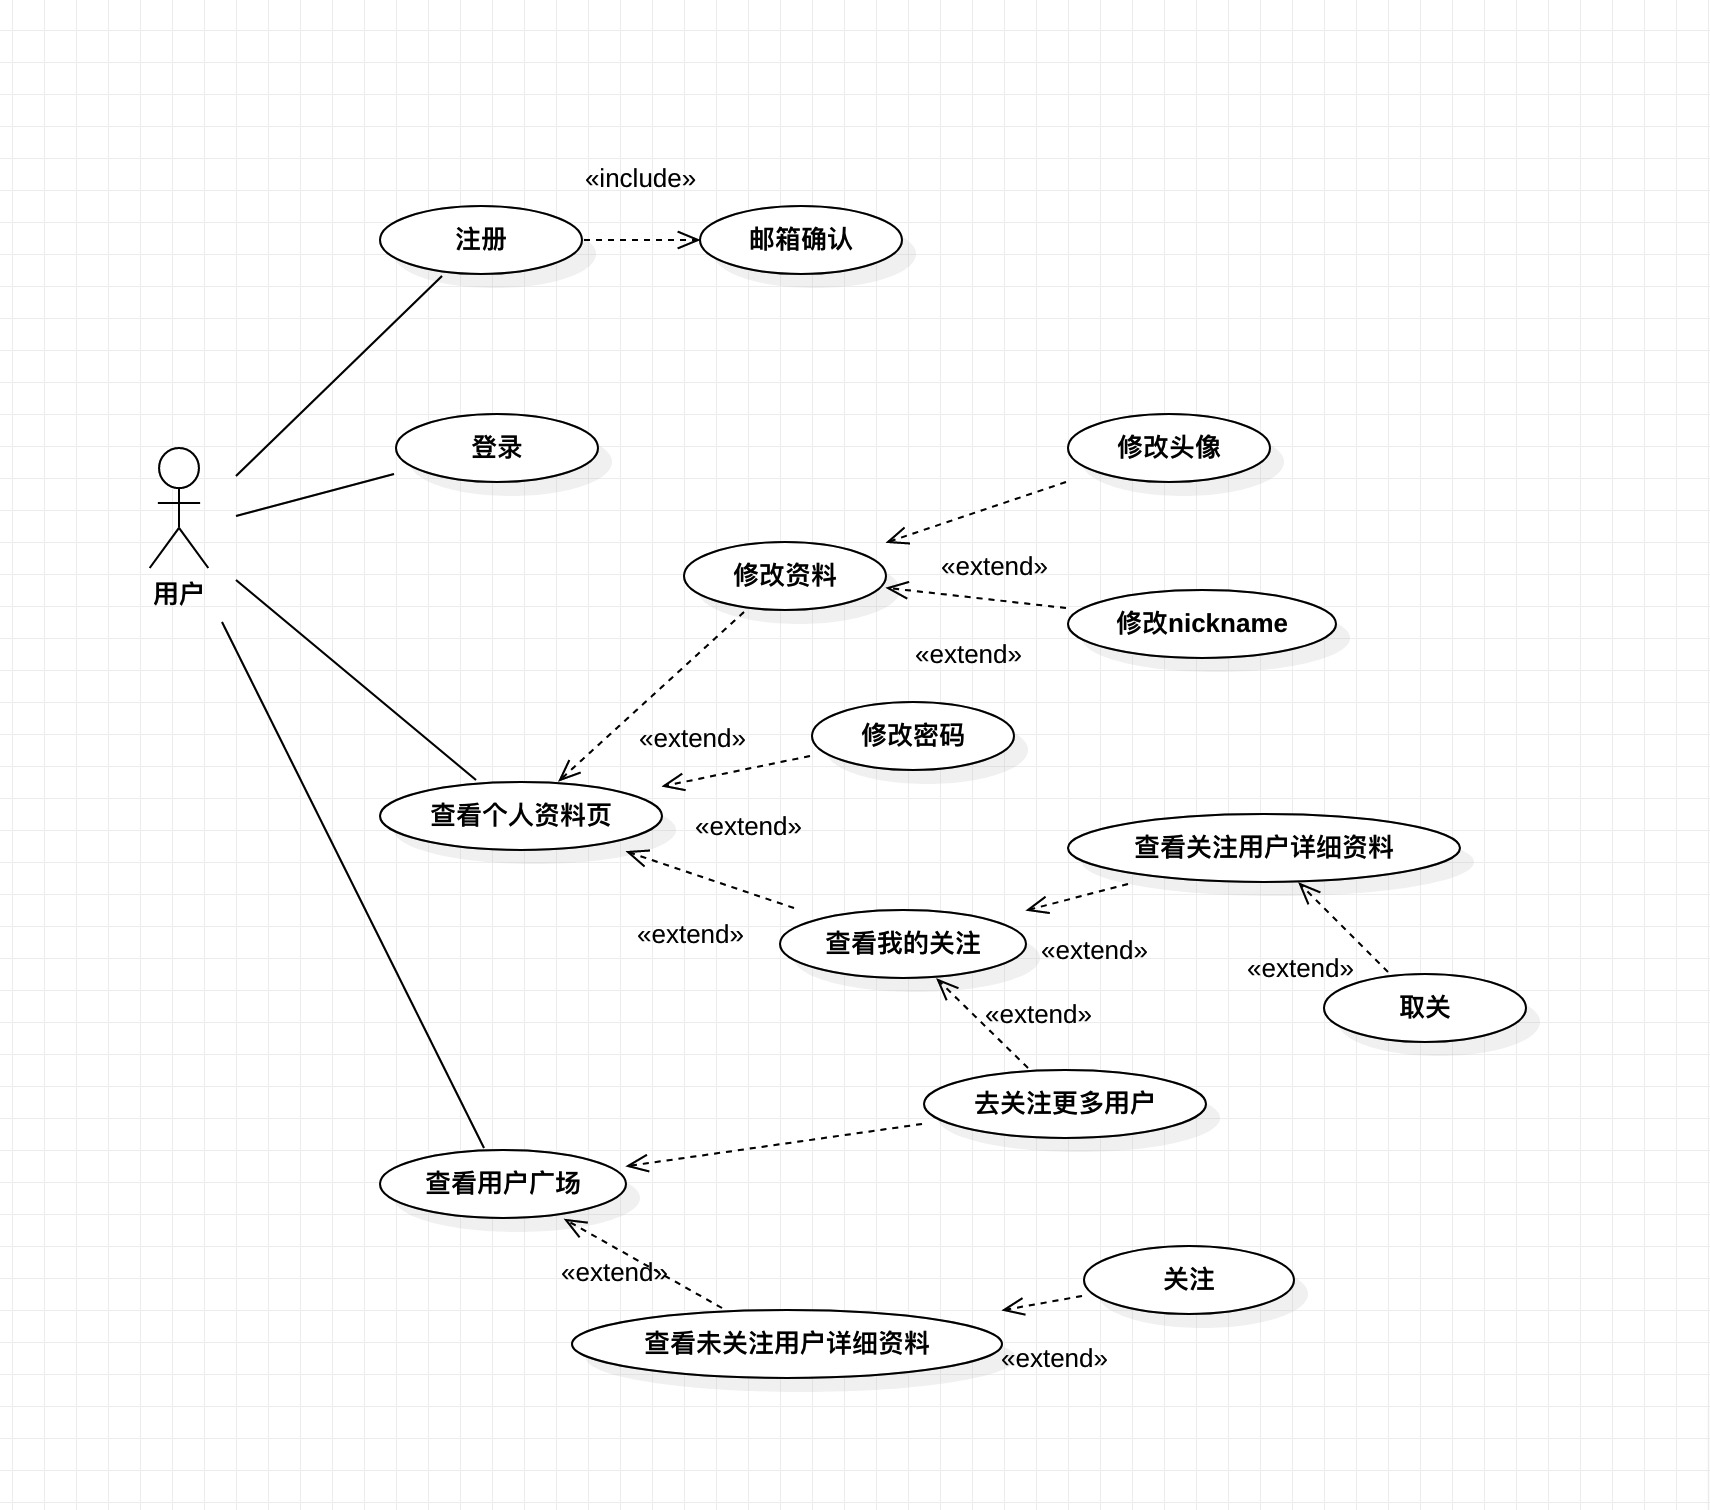 «include»
注册
邮箱确认
登录
修改头像
用户
修改资料
«extend»
修改nickname
«extend»
修改密码
«extend»
查看个人资料页
«extend»
查看关注用户详细资料
«extend»
查看我的关注
«extend»
«extend»
取关
«extend»
去关注更多用户
查看用户广场
«extend»
关注
查看未关注用户详细资料
«extend»